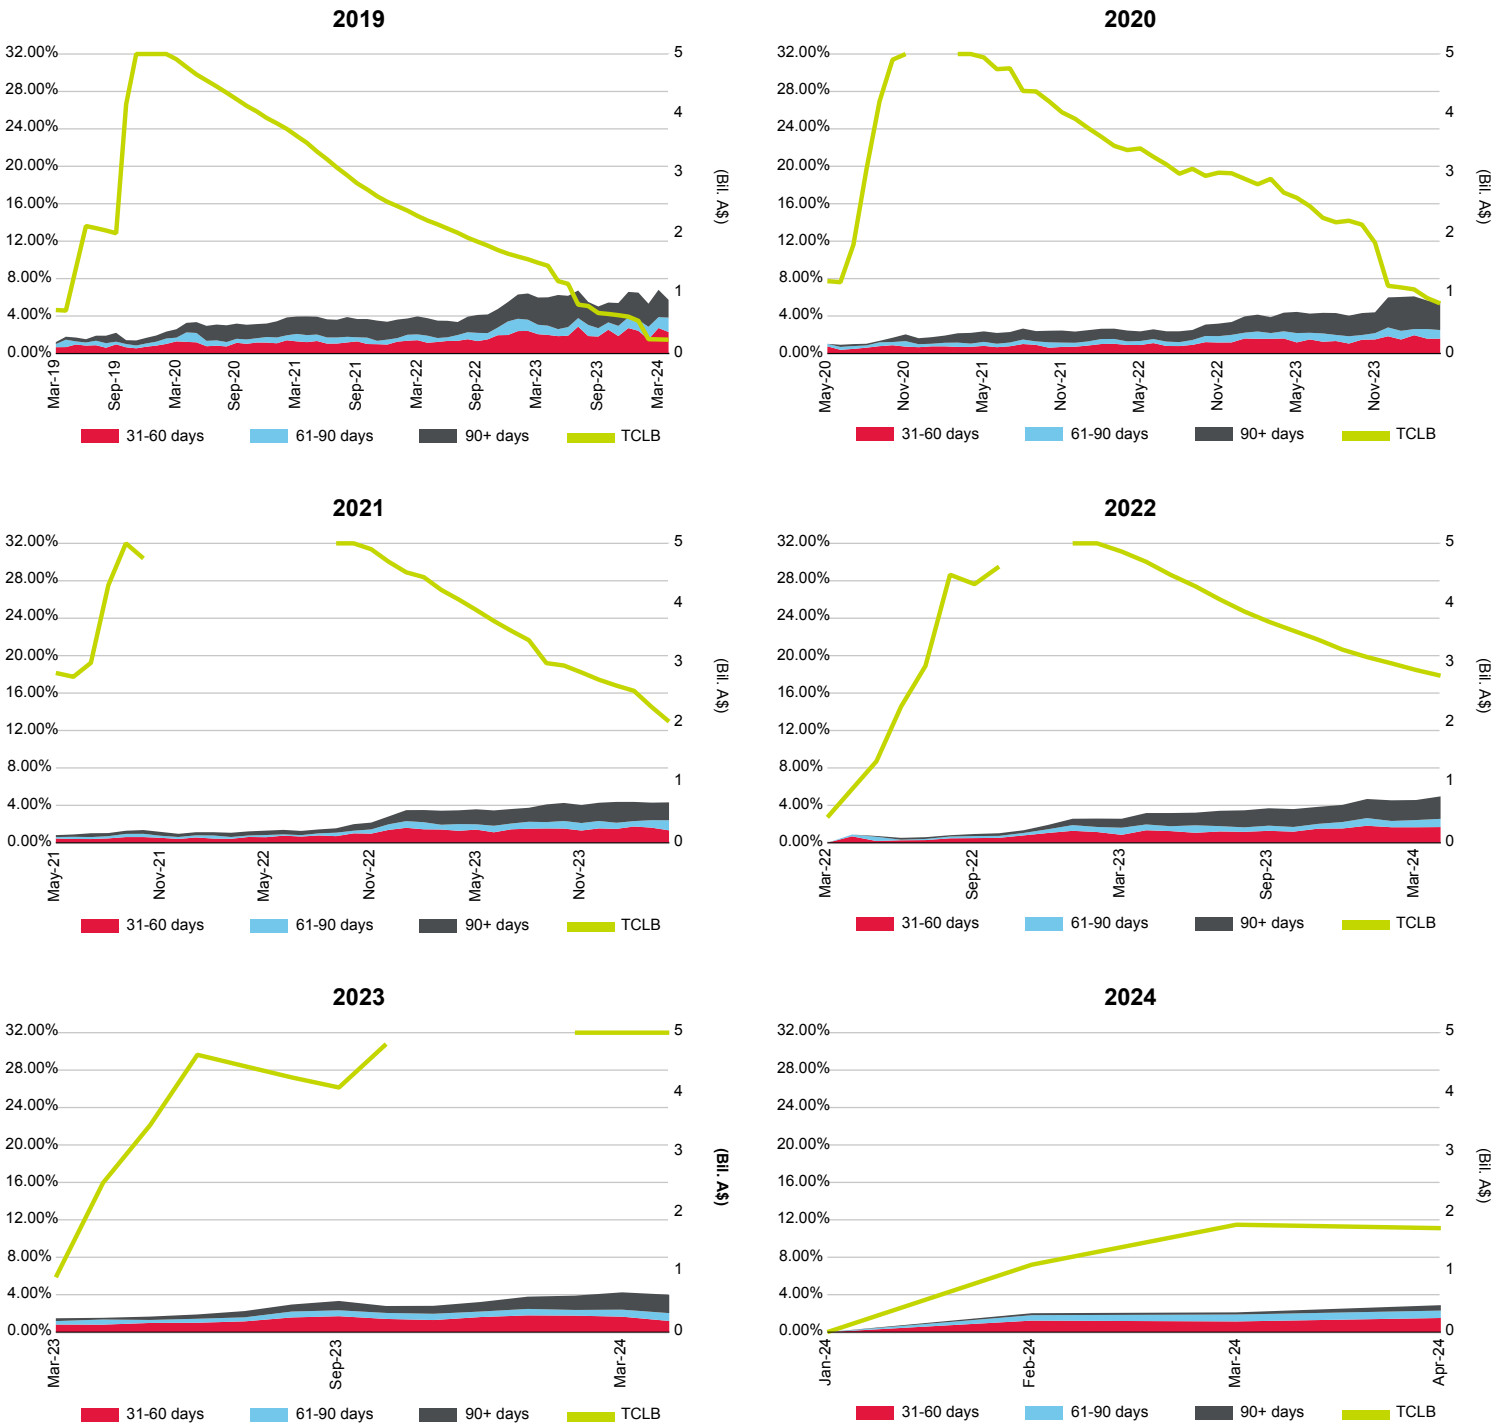 2019
32.00%
28.00%
24.00%
20.00%
16.00%
12.00%
8.00%
4.00%
0.00%
5
4
3
2
1
0
(Bil. A$)
Mar-19
Sep-19
Mar-20
Sep-20
Mar-21
Sep-21
Mar-22
Sep-22
Mar-23
Sep-23
Mar-24
31-60 days 61-90 days 90+ days TCLB
2020
32.00%
28.00%
24.00%
20.00%
16.00%
12.00%
8.00%
4.00%
0.00%
5
4
3
2
1
0
(Bil. A$)
May-20
Nov-20
May-21
Nov-21
May-22
Nov-22
May-23
Nov-23
31-60 days 61-90 days 90+ days TCLB
2021
32.00%
28.00%
24.00%
20.00%
16.00%
12.00%
8.00%
4.00%
0.00%
5
4
3
2
1
0
(Bil. A$)
May-21
Nov-21
May-22
Nov-22
May-23
Nov-23
31-60 days 61-90 days 90+ days TCLB
2022
32.00%
28.00%
24.00%
20.00%
16.00%
12.00%
8.00%
4.00%
0.00%
5
4
3
2
1
0
(Bil. A$)
Mar-22
Sep-22
Mar-23
Sep-23
Mar-24
31-60 days 61-90 days 90+ days TCLB
2023
32.00%
28.00%
24.00%
20.00%
16.00%
12.00%
8.00%
4.00%
0.00%
5
4
3
2
1
0
(Bil. A$)
Mar-23
Sep-23
Mar-24
31-60 days 61-90 days 90+ days TCLB
2024
32.00%
28.00%
24.00%
20.00%
16.00%
12.00%
8.00%
4.00%
0.00%
5
4
3
2
1
0
(Bil. A$)
Jan-24
Feb-24
Mar-24
Apr-24
31-60 days 61-90 days 90+ days TCLB